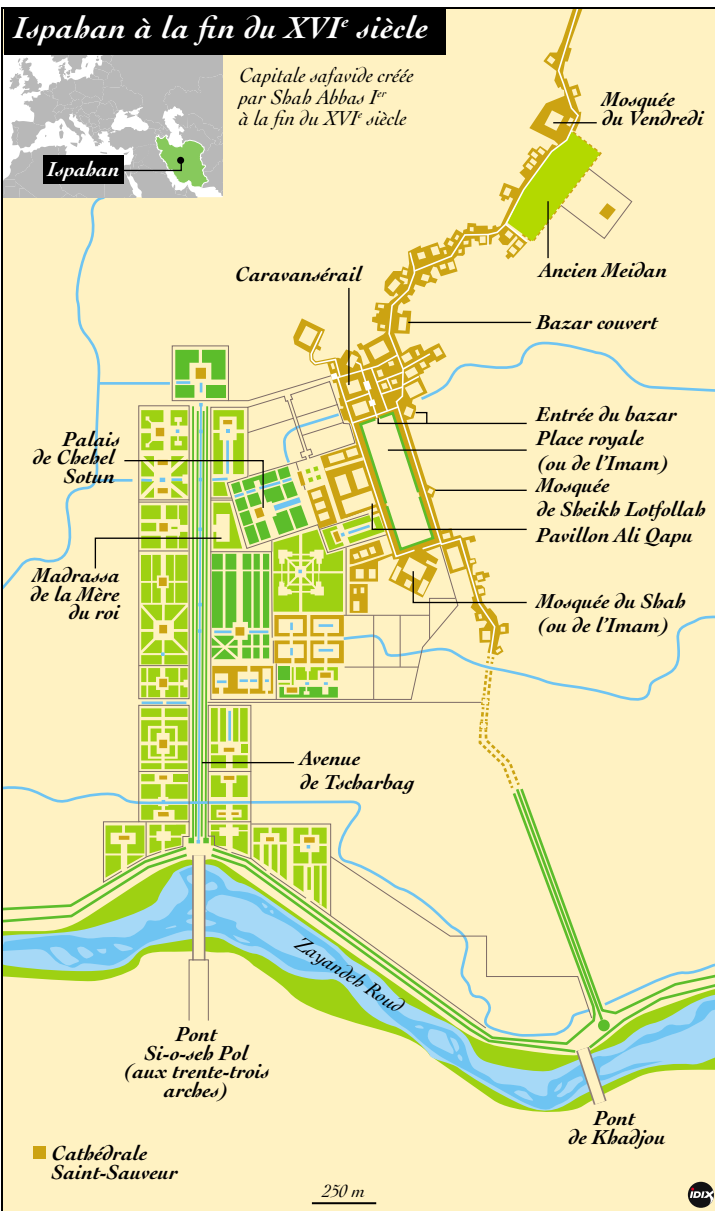 Ispahan à la fin du XVIe siècle
Capitale safavide créée
par Shah Abbas Ier
à la fin du XVIe siècle
Ispahan
Mosquée
du Vendredi
Ancien Meidan
Caravansérail
Bazar couvert
Entrée du bazar
Place royale
(ou de l'Imam)
Mosquée
de Sheikh Lotfollah
Pavillon Ali Qapu
Palais
de Chehel
Sotun
Madrassa
de la Mère
du roi
Mosquée du Shah
(ou de l'Imam)
Avenue
de Tscharbag
Zayandeh Roud
Pont
Si-o-seh Pol
(aux trente-trois
arches)
Pont
de Khadjou
Cathédrale
Saint-Sauveur
250 m
iDiX